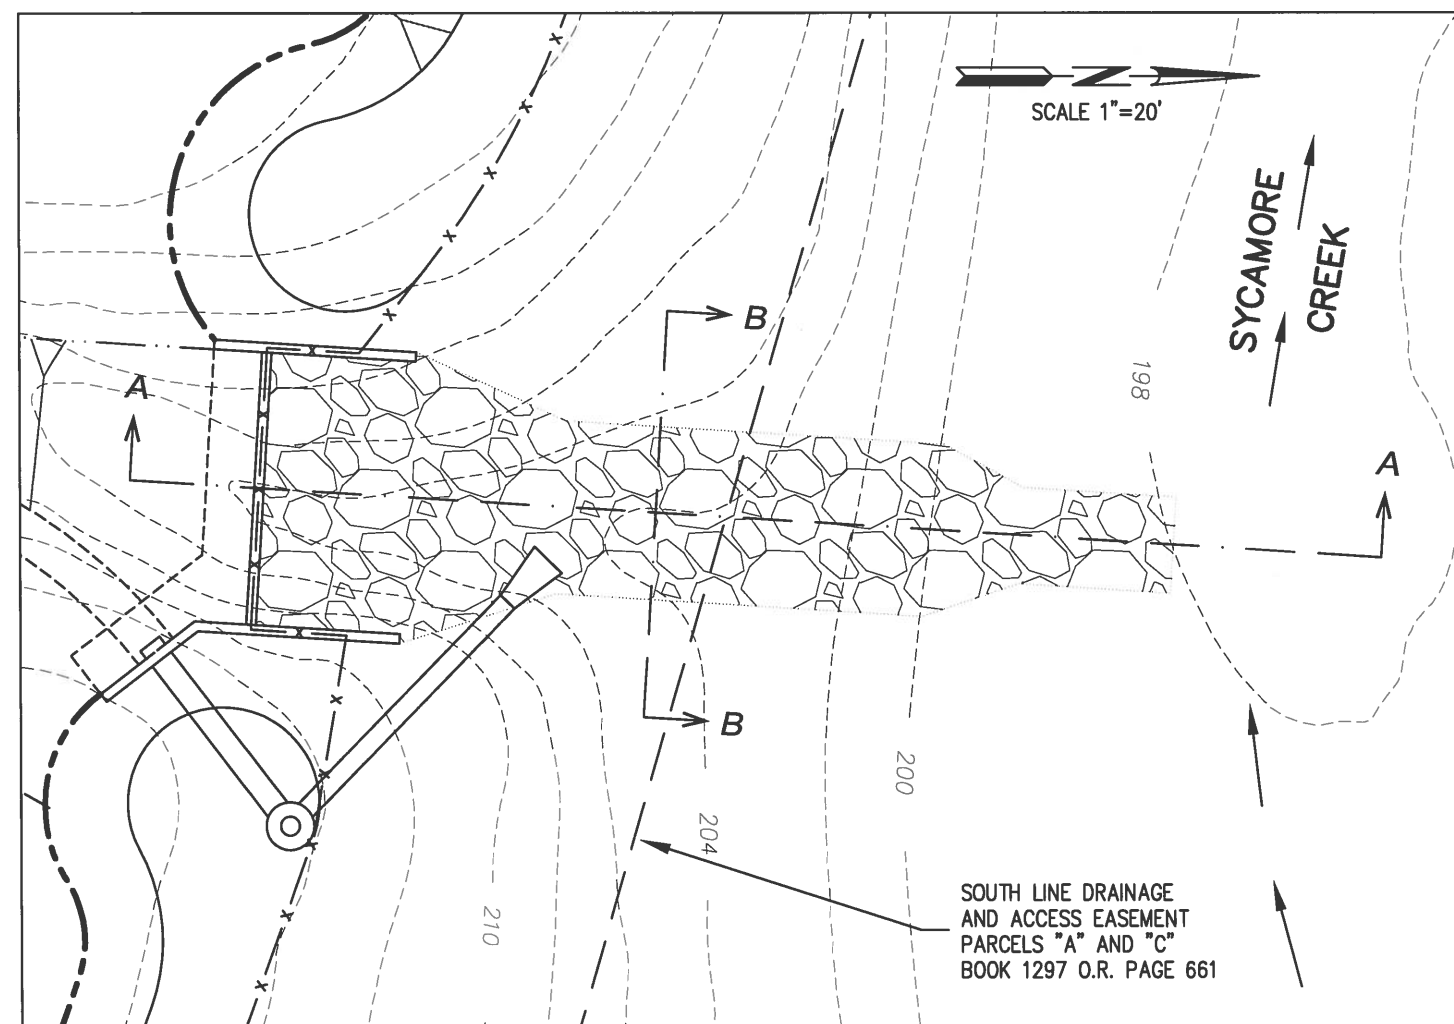 SCALE 1"=20'
SYCAMORE
CREEK
B
A
198
A
B
200
204
210
SOUTH LINE DRAINAGE
AND ACCESS EASEMENT
PARCELS "A" AND "C"
BOOK 1297 O.R. PAGE 661